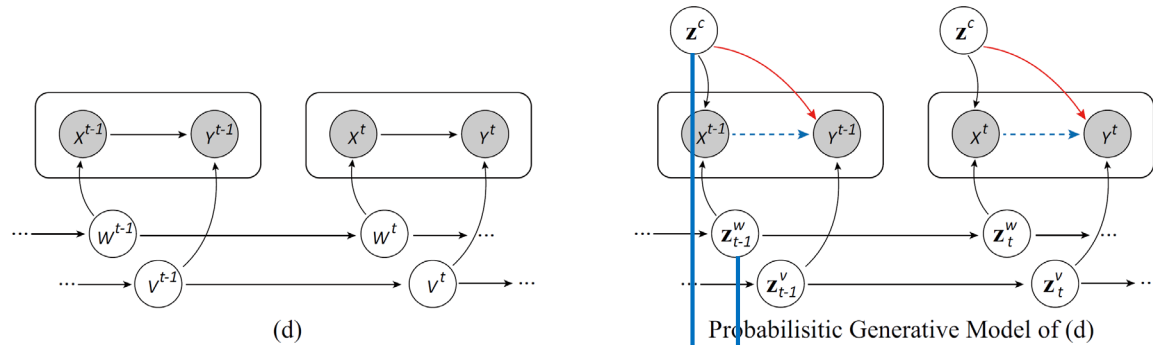 z^c z^c
X^{t-1} Y^{t-1} X^t Y^t X^{t-1} Y^{t-1} X^t Y^t
... W^{t-1} W^t ... ... z^w_{t-1} z^w_t ...
... V^{t-1} V^t ... ... z^v_{t-1} z^v_t ...
(d) Probabilisitic Generative Model of (d)